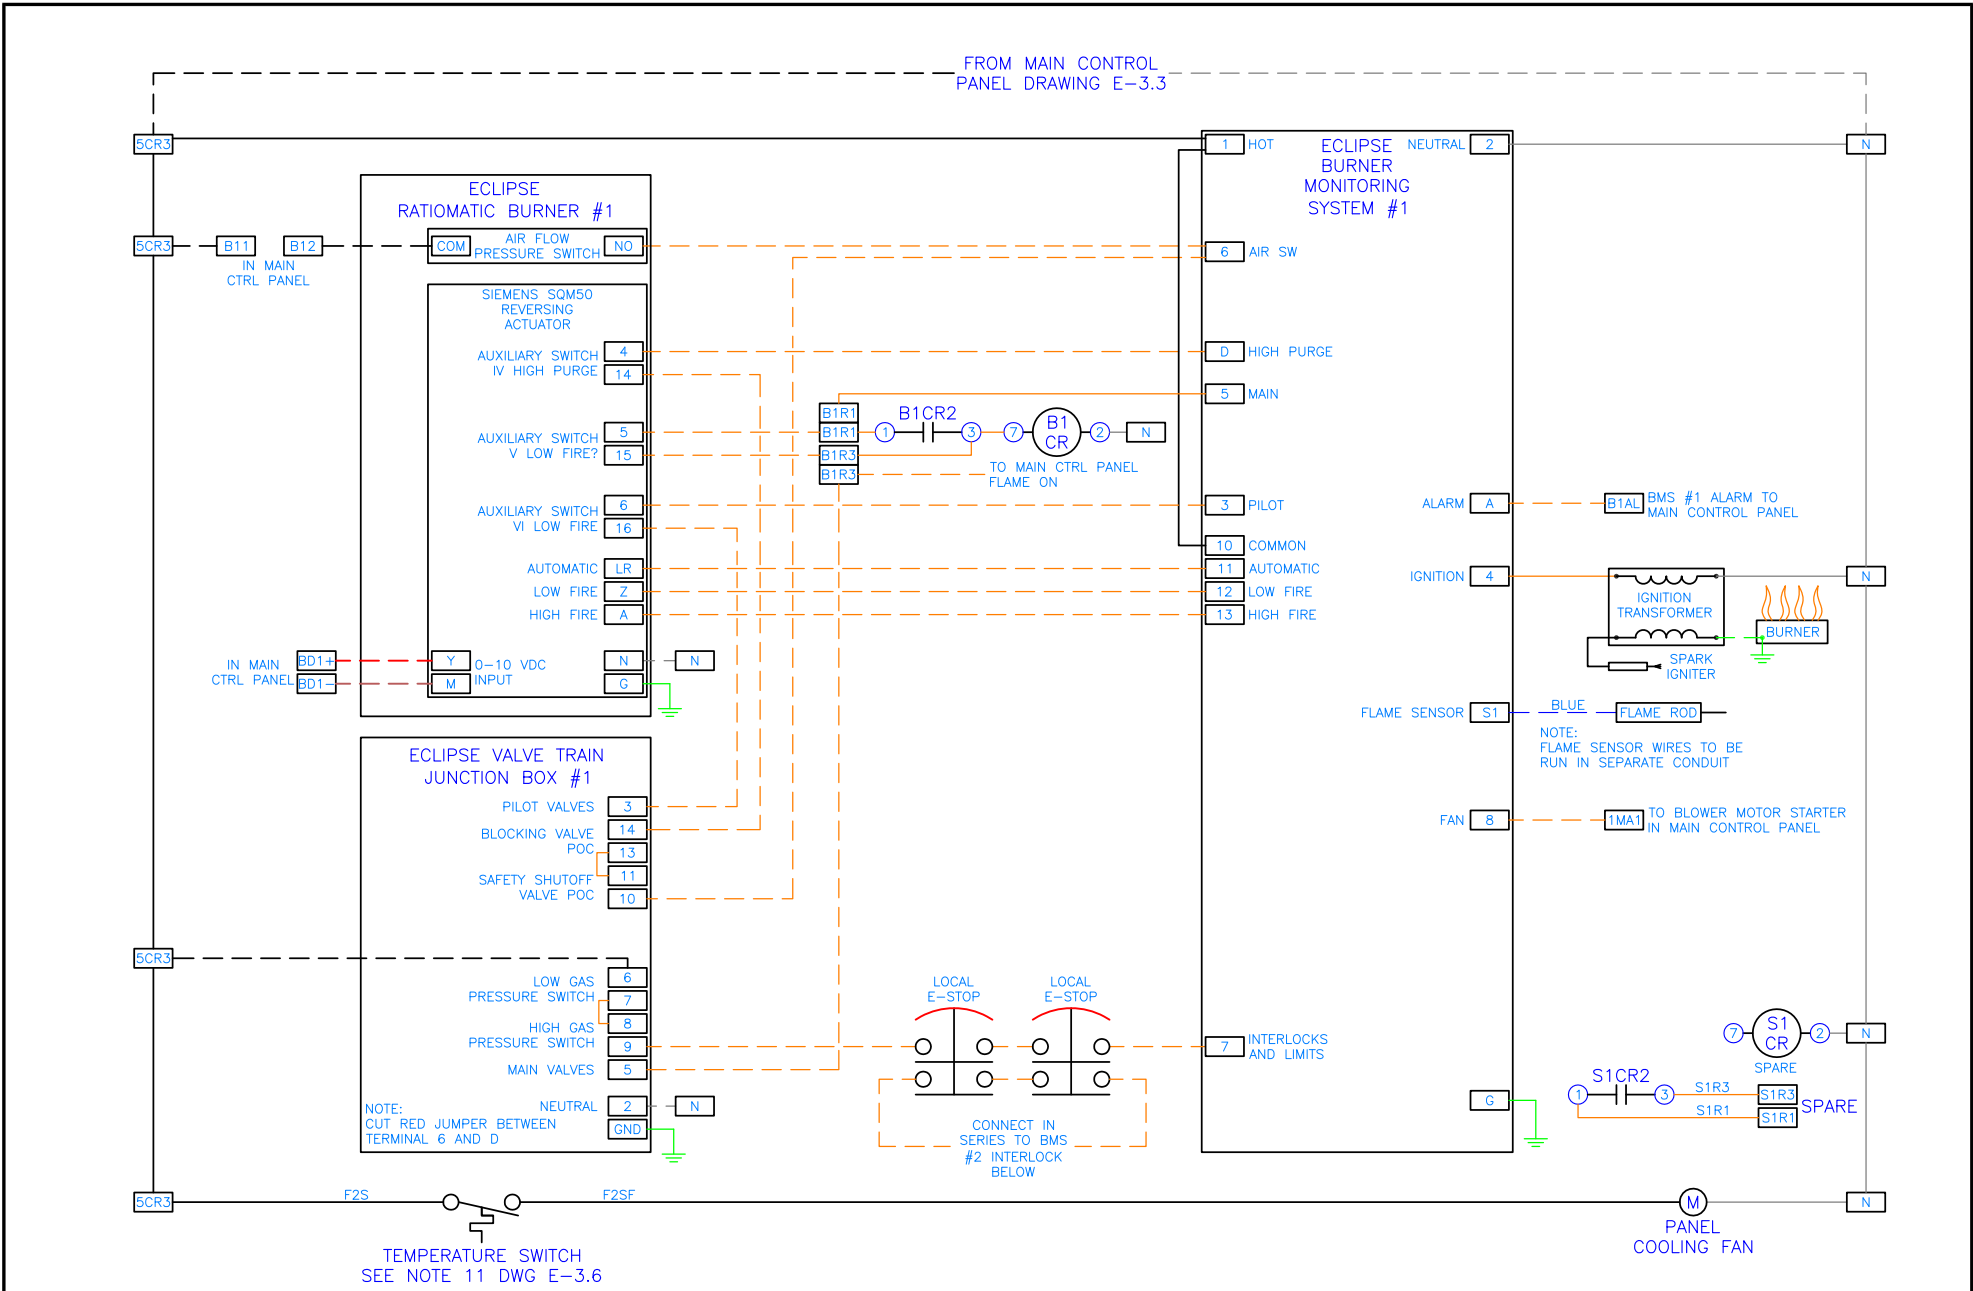 FROM MAIN CONTROL
PANEL DRAWING E-3.3
5CR3
1 HOT
ECLIPSE
BURNER
MONITORING
SYSTEM #1
NEUTRAL 2
N
ECLIPSE
RATIOMATIC BURNER #1
5CR3
B11
B12
IN MAIN
CTRL PANEL
COM
AIR FLOW
PRESSURE SWITCH
NO
6 AIR SW
SIEMENS SQM50
REVERSING
ACTUATOR
AUXILIARY SWITCH
IV HIGH PURGE
4
14
D HIGH PURGE
5 MAIN
AUXILIARY SWITCH
V LOW FIRE?
5
15
B1R1
B1R1
B1R3
B1R3
B1CR2
1
3
7
B1
CR
2
N
TO MAIN CTRL PANEL
FLAME ON
AUXILIARY SWITCH
VI LOW FIRE
6
16
3 PILOT
ALARM A
B1AL
BMS #1 ALARM TO
MAIN CONTROL PANEL
10 COMMON
AUTOMATIC LR
11 AUTOMATIC
LOW FIRE Z
12 LOW FIRE
HIGH FIRE A
13 HIGH FIRE
IGNITION 4
IGNITION
TRANSFORMER
N
BURNER
SPARK
IGNITER
IN MAIN
CTRL PANEL
BD1+
BD1-
Y
M
0-10 VDC
INPUT
N
N
G
FLAME SENSOR S1
BLUE
FLAME ROD
NOTE:
FLAME SENSOR WIRES TO BE
RUN IN SEPARATE CONDUIT
ECLIPSE VALVE TRAIN
JUNCTION BOX #1
PILOT VALVES 3
BLOCKING VALVE
POC
14
13
SAFETY SHUTOFF
VALVE POC
11
10
FAN 8
1MA1
TO BLOWER MOTOR STARTER
IN MAIN CONTROL PANEL
5CR3
LOW GAS
PRESSURE SWITCH
6
7
HIGH GAS
PRESSURE SWITCH
8
9
MAIN VALVES 5
NEUTRAL 2
N
GND
NOTE:
CUT RED JUMPER BETWEEN
TERMINAL 6 AND D
LOCAL
E-STOP
LOCAL
E-STOP
CONNECT IN
SERIES TO BMS
#2 INTERLOCK
BELOW
7
INTERLOCKS
AND LIMITS
G
7
S1
CR
2
N
SPARE
S1CR2
1
3
S1R3
S1R3
S1R1
S1R1
SPARE
5CR3
F2S
F2SF
M
N
PANEL
COOLING FAN
TEMPERATURE SWITCH
SEE NOTE 11 DWG E-3.6